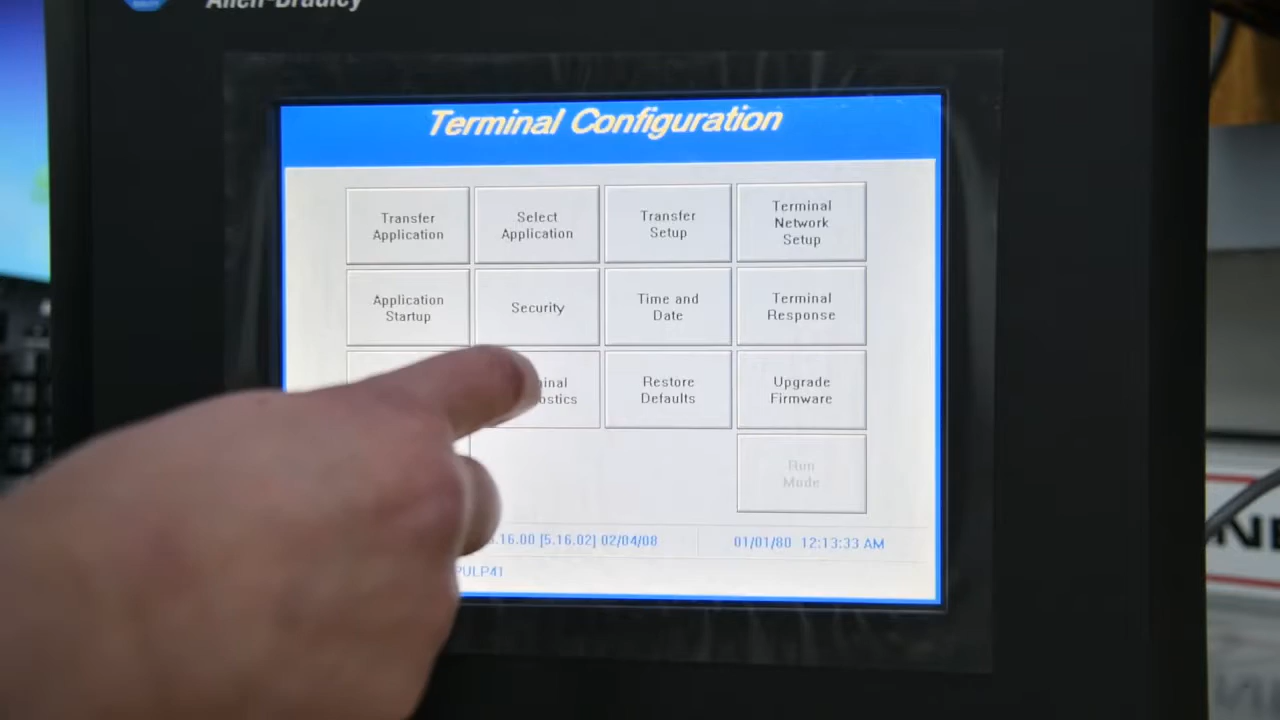 Allen-Bradley
Terminal Configuration
Transfer
Application
Select
Application
Transfer
Setup
Terminal
Network
Setup
Application
Startup
Security
Time and
Date
Terminal
Response
Restore
Defaults
Upgrade
Firmware
Run
Mode
.16.00 [5.16.02] 02/04/08
01/01/80 12:13:33 AM
PULP41